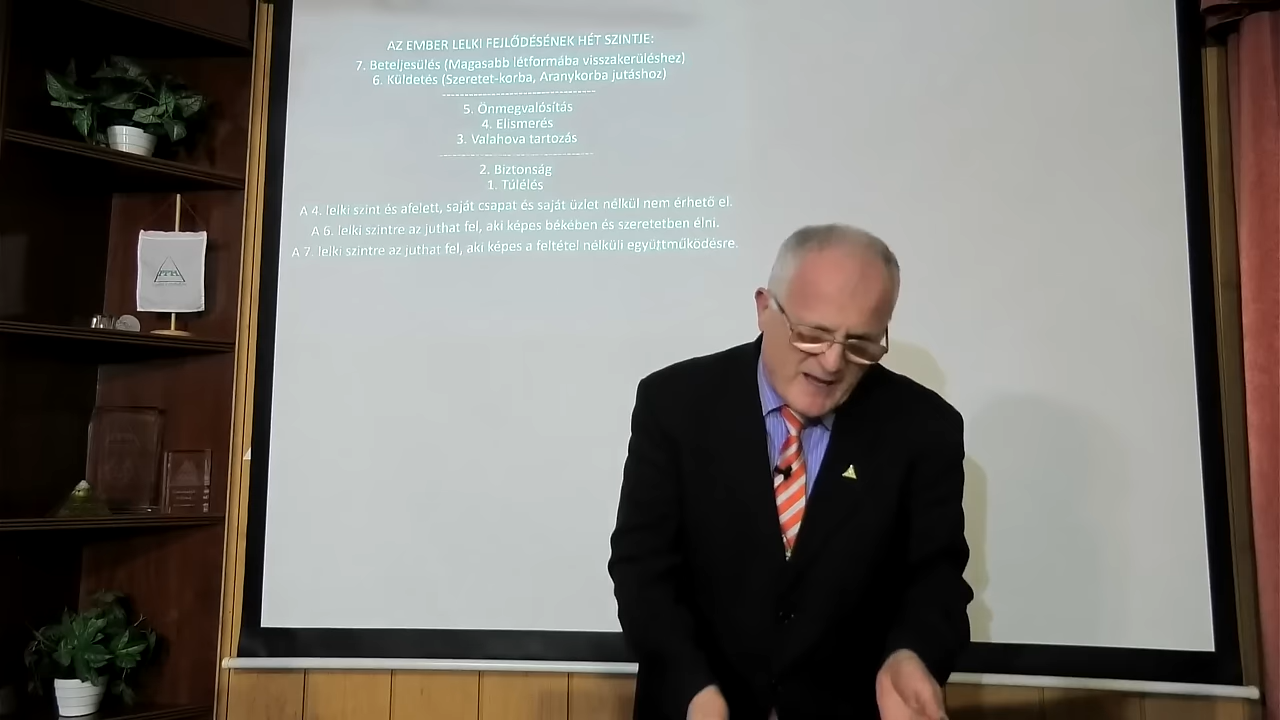 AZ EMBER LELKI FEJLŐDÉSÉNEK HÉT SZINTJE:
7. Beteljesülés (Magasabb létformába visszakerüléshez)
6. Küldetés (Szeretet-korba, Aranykorba jutáshoz)
5. Önmegvalósítás
4. Elismerés
3. Valahova tartozás
2. Biztonság
1. Túlélés
A 4. lelki szint és afelett, saját csapat és saját üzlet nélkül nem érhető el.
A 6. lelki szintre az juthat fel, aki képes békében és szeretetben élni.
A 7. lelki szintre az juthat fel, aki képes a feltétel nélküli együttműködésre.